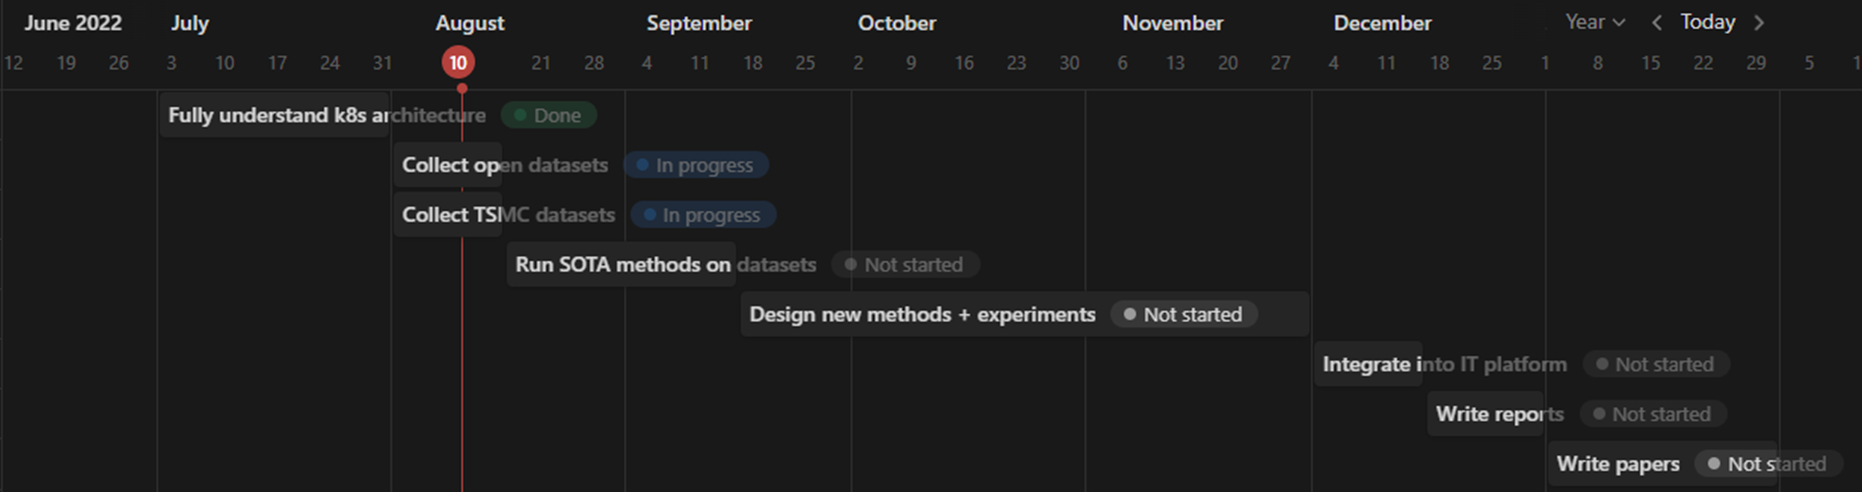 June 2022 July August September October November December Year < Today >
12 19 26 3 10 17 24 31 10 21 28 4 11 18 25 2 9 16 23 30 6 13 20 27 4 11 18 25 1 8 15 22 29 5 1
Fully understand k8s architecture Done
Collect open datasets In progress
Collect TSMC datasets In progress
Run SOTA methods on datasets Not started
Design new methods + experiments Not started
Integrate into IT platform Not started
Write reports Not started
Write papers Not started